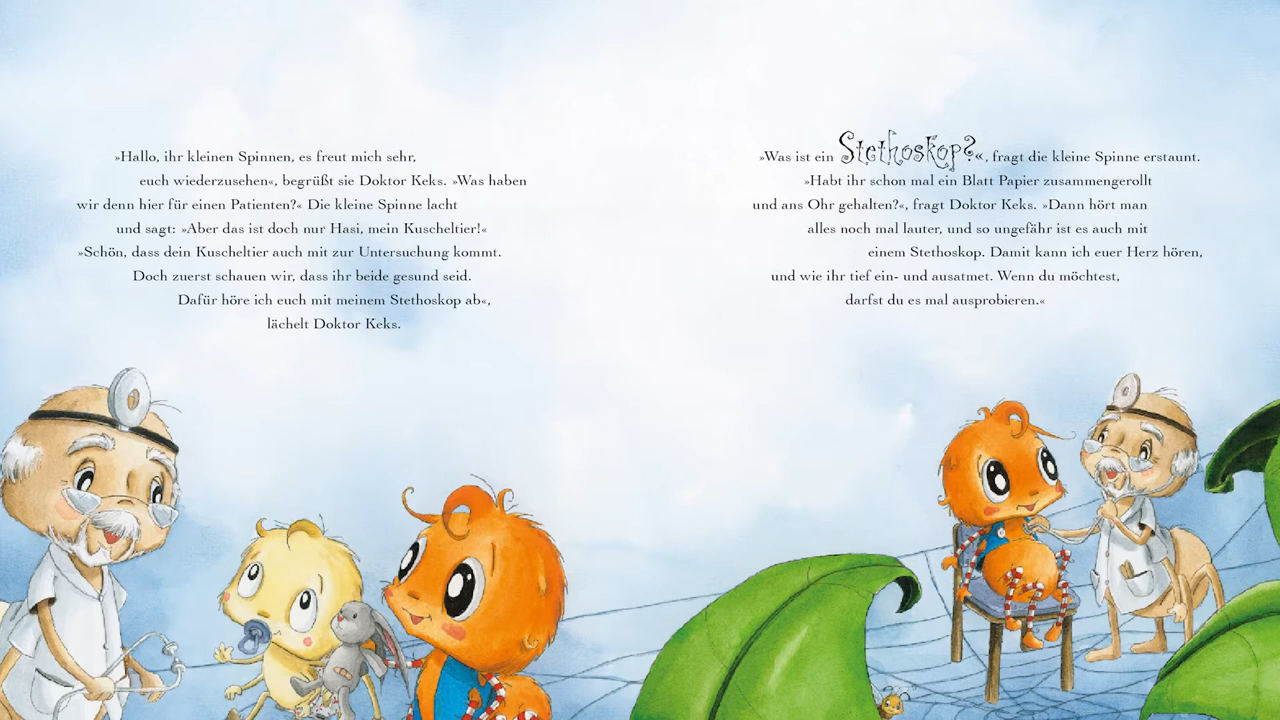 »Hallo, ihr kleinen Spinnen, es freut mich sehr,
euch wiederzusehen«, begrüßt sie Doktor Keks. »Was haben
wir denn hier für einen Patienten?« Die kleine Spinne lacht
und sagt: »Aber das ist doch nur Hasi, mein Kuscheltier!«
»Schön, dass dein Kuscheltier auch mit zur Untersuchung kommt.
Doch zuerst schauen wir, dass ihr beide gesund seid.
Dafür höre ich euch mit meinem Stethoskop ab«,
lächelt Doktor Keks.
»Was ist ein Stethoskop?«, fragt die kleine Spinne erstaunt.
»Habt ihr schon mal ein Blatt Papier zusammengerollt
und ans Ohr gehalten?«, fragt Doktor Keks. »Dann hört man
alles noch mal lauter, und so ungefähr ist es auch mit
einem Stethoskop. Damit kann ich euer Herz hören,
und wie ihr tief ein- und ausatmet. Wenn du möchtest,
darfst du es mal ausprobieren.«